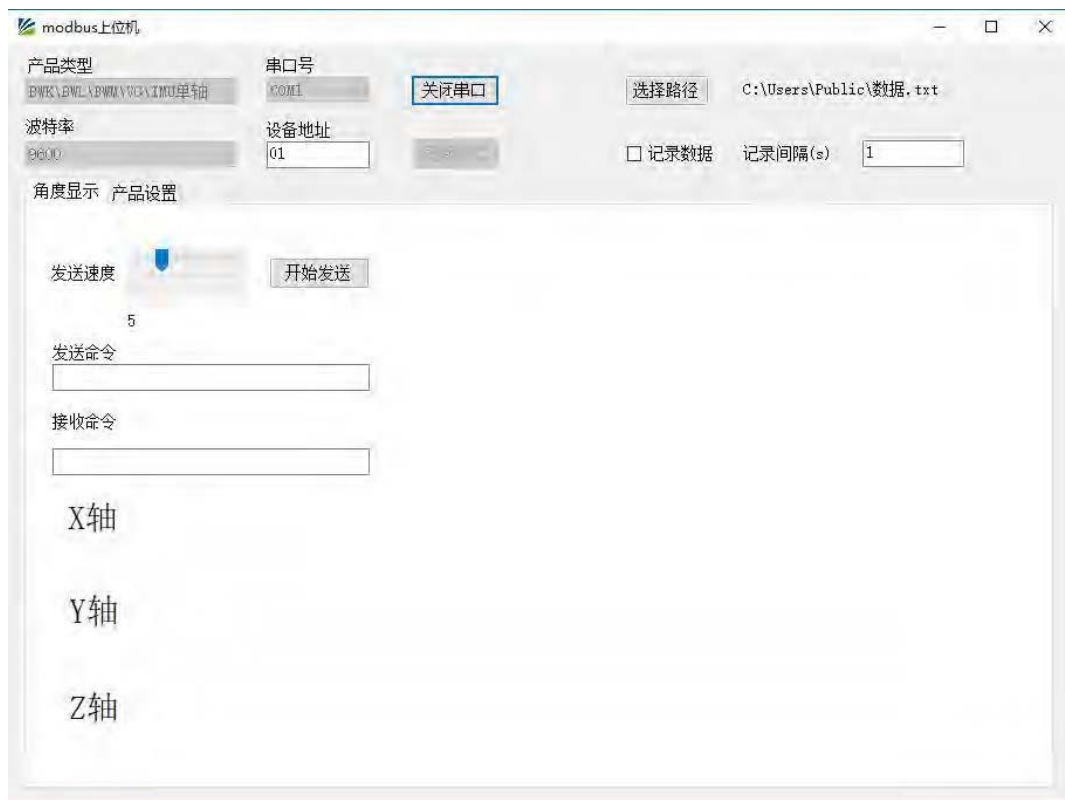 modbus上位机
产品类型
串口号
BWK\BWL\BWM\VG\IMU单轴
COM1
关闭串口
选择路径
C:\Users\Public\数据.txt
波特率
设备地址
9600
01
记录数据
记录间隔(s)
1
角度显示
产品设置
发送速度
开始发送
5
发送命令
接收命令
X轴
Y轴
Z轴